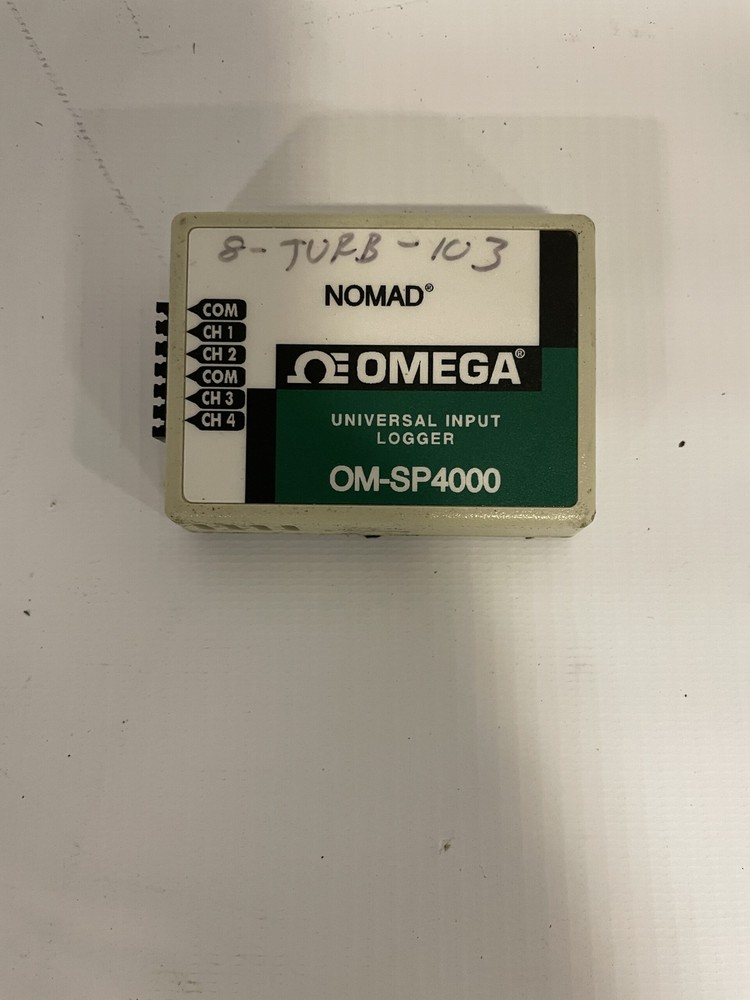 8-TURB-103
NOMAD®
COM
CH 1
CH 2
COM
CH 3
CH 4
ΩE OMEGA®
UNIVERSAL INPUT
LOGGER
OM-SP4000